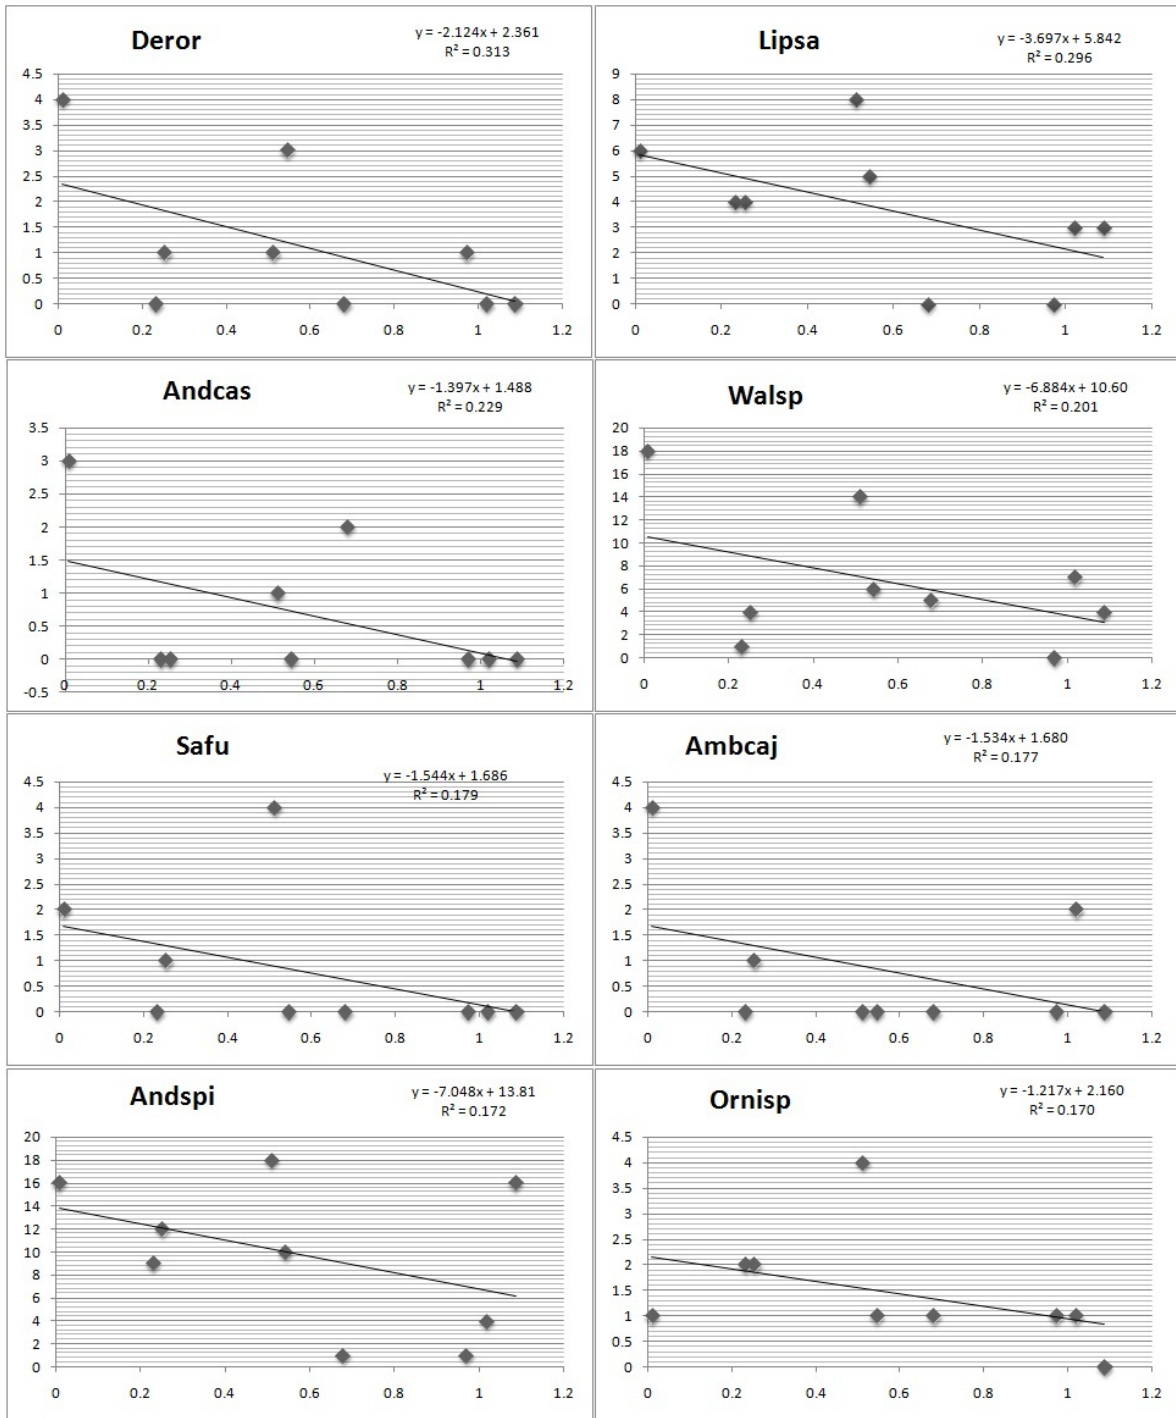 Deror
y = -2.124x + 2.361
R² = 0.313
4.5
4
3.5
3
2.5
2
1.5
1
0.5
0
0 0.2 0.4 0.6 0.8 1 1.2
Lipsa
y = -3.697x + 5.842
R² = 0.296
9
8
7
6
5
4
3
2
1
0
0 0.2 0.4 0.6 0.8 1 1.2
Andcas
y = -1.397x + 1.488
R² = 0.229
3.5
3
2.5
2
1.5
1
0.5
0
-0.5
0 0.2 0.4 0.6 0.8 1 1.2
Walsp
y = -6.884x + 10.60
R² = 0.201
20
18
16
14
12
10
8
6
4
2
0
0 0.2 0.4 0.6 0.8 1 1.2
Safu
y = -1.544x + 1.686
R² = 0.179
4.5
4
3.5
3
2.5
2
1.5
1
0.5
0
0 0.2 0.4 0.6 0.8 1 1.2
Ambcaj
y = -1.534x + 1.680
R² = 0.177
4.5
4
3.5
3
2.5
2
1.5
1
0.5
0
0 0.2 0.4 0.6 0.8 1 1.2
Andspi
y = -7.048x + 13.81
R² = 0.172
20
18
16
14
12
10
8
6
4
2
0
0 0.2 0.4 0.6 0.8 1 1.2
Ornisp
y = -1.217x + 2.160
R² = 0.170
4.5
4
3.5
3
2.5
2
1.5
1
0.5
0
0 0.2 0.4 0.6 0.8 1 1.2